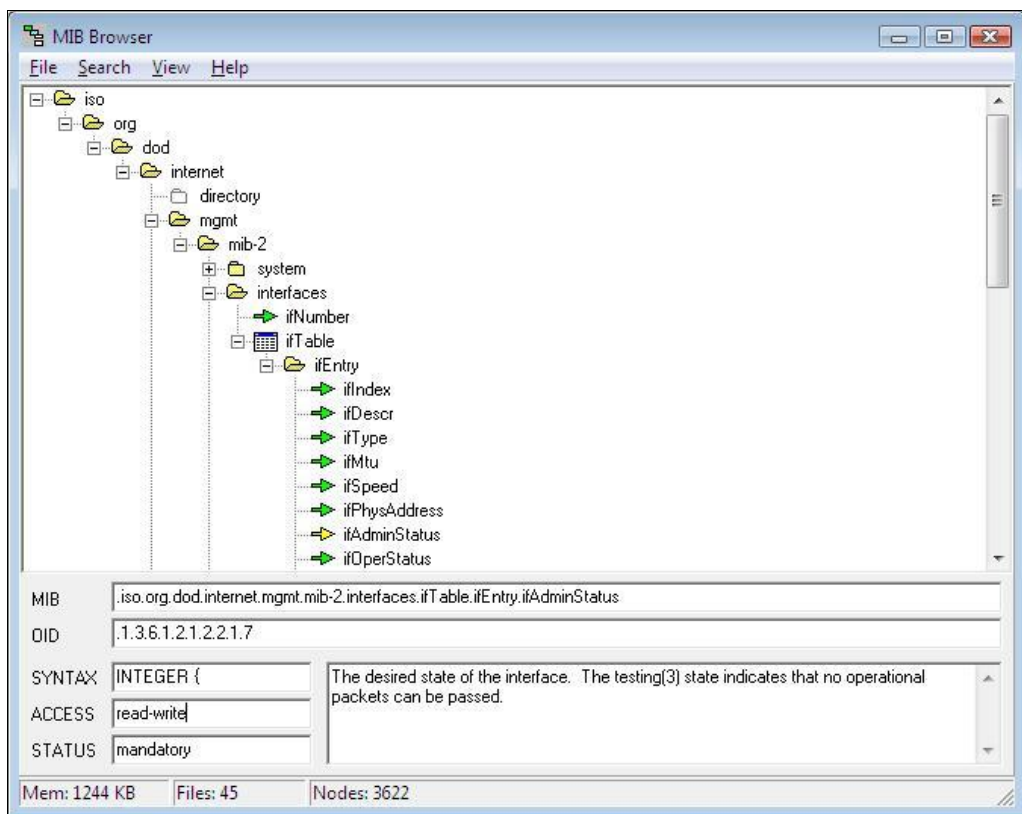 MIB Browser
File Search View Help
iso
org
dod
internet
directory
mgmt
mib-2
system
interfaces
ifNumber
ifTable
ifEntry
ifIndex
ifDescr
ifType
ifMtu
ifSpeed
ifPhysAddress
ifAdminStatus
ifOperStatus
MIB .iso.org.dod.internet.mgmt.mib-2.interfaces.ifTable.ifEntry.ifAdminStatus
OID .1.3.6.1.2.1.2.2.1.7
SYNTAX INTEGER {
The desired state of the interface. The testing(3) state indicates that no operational
packets can be passed.
ACCESS read-write
STATUS mandatory
Mem: 1244 KB Files: 45 Nodes: 3622